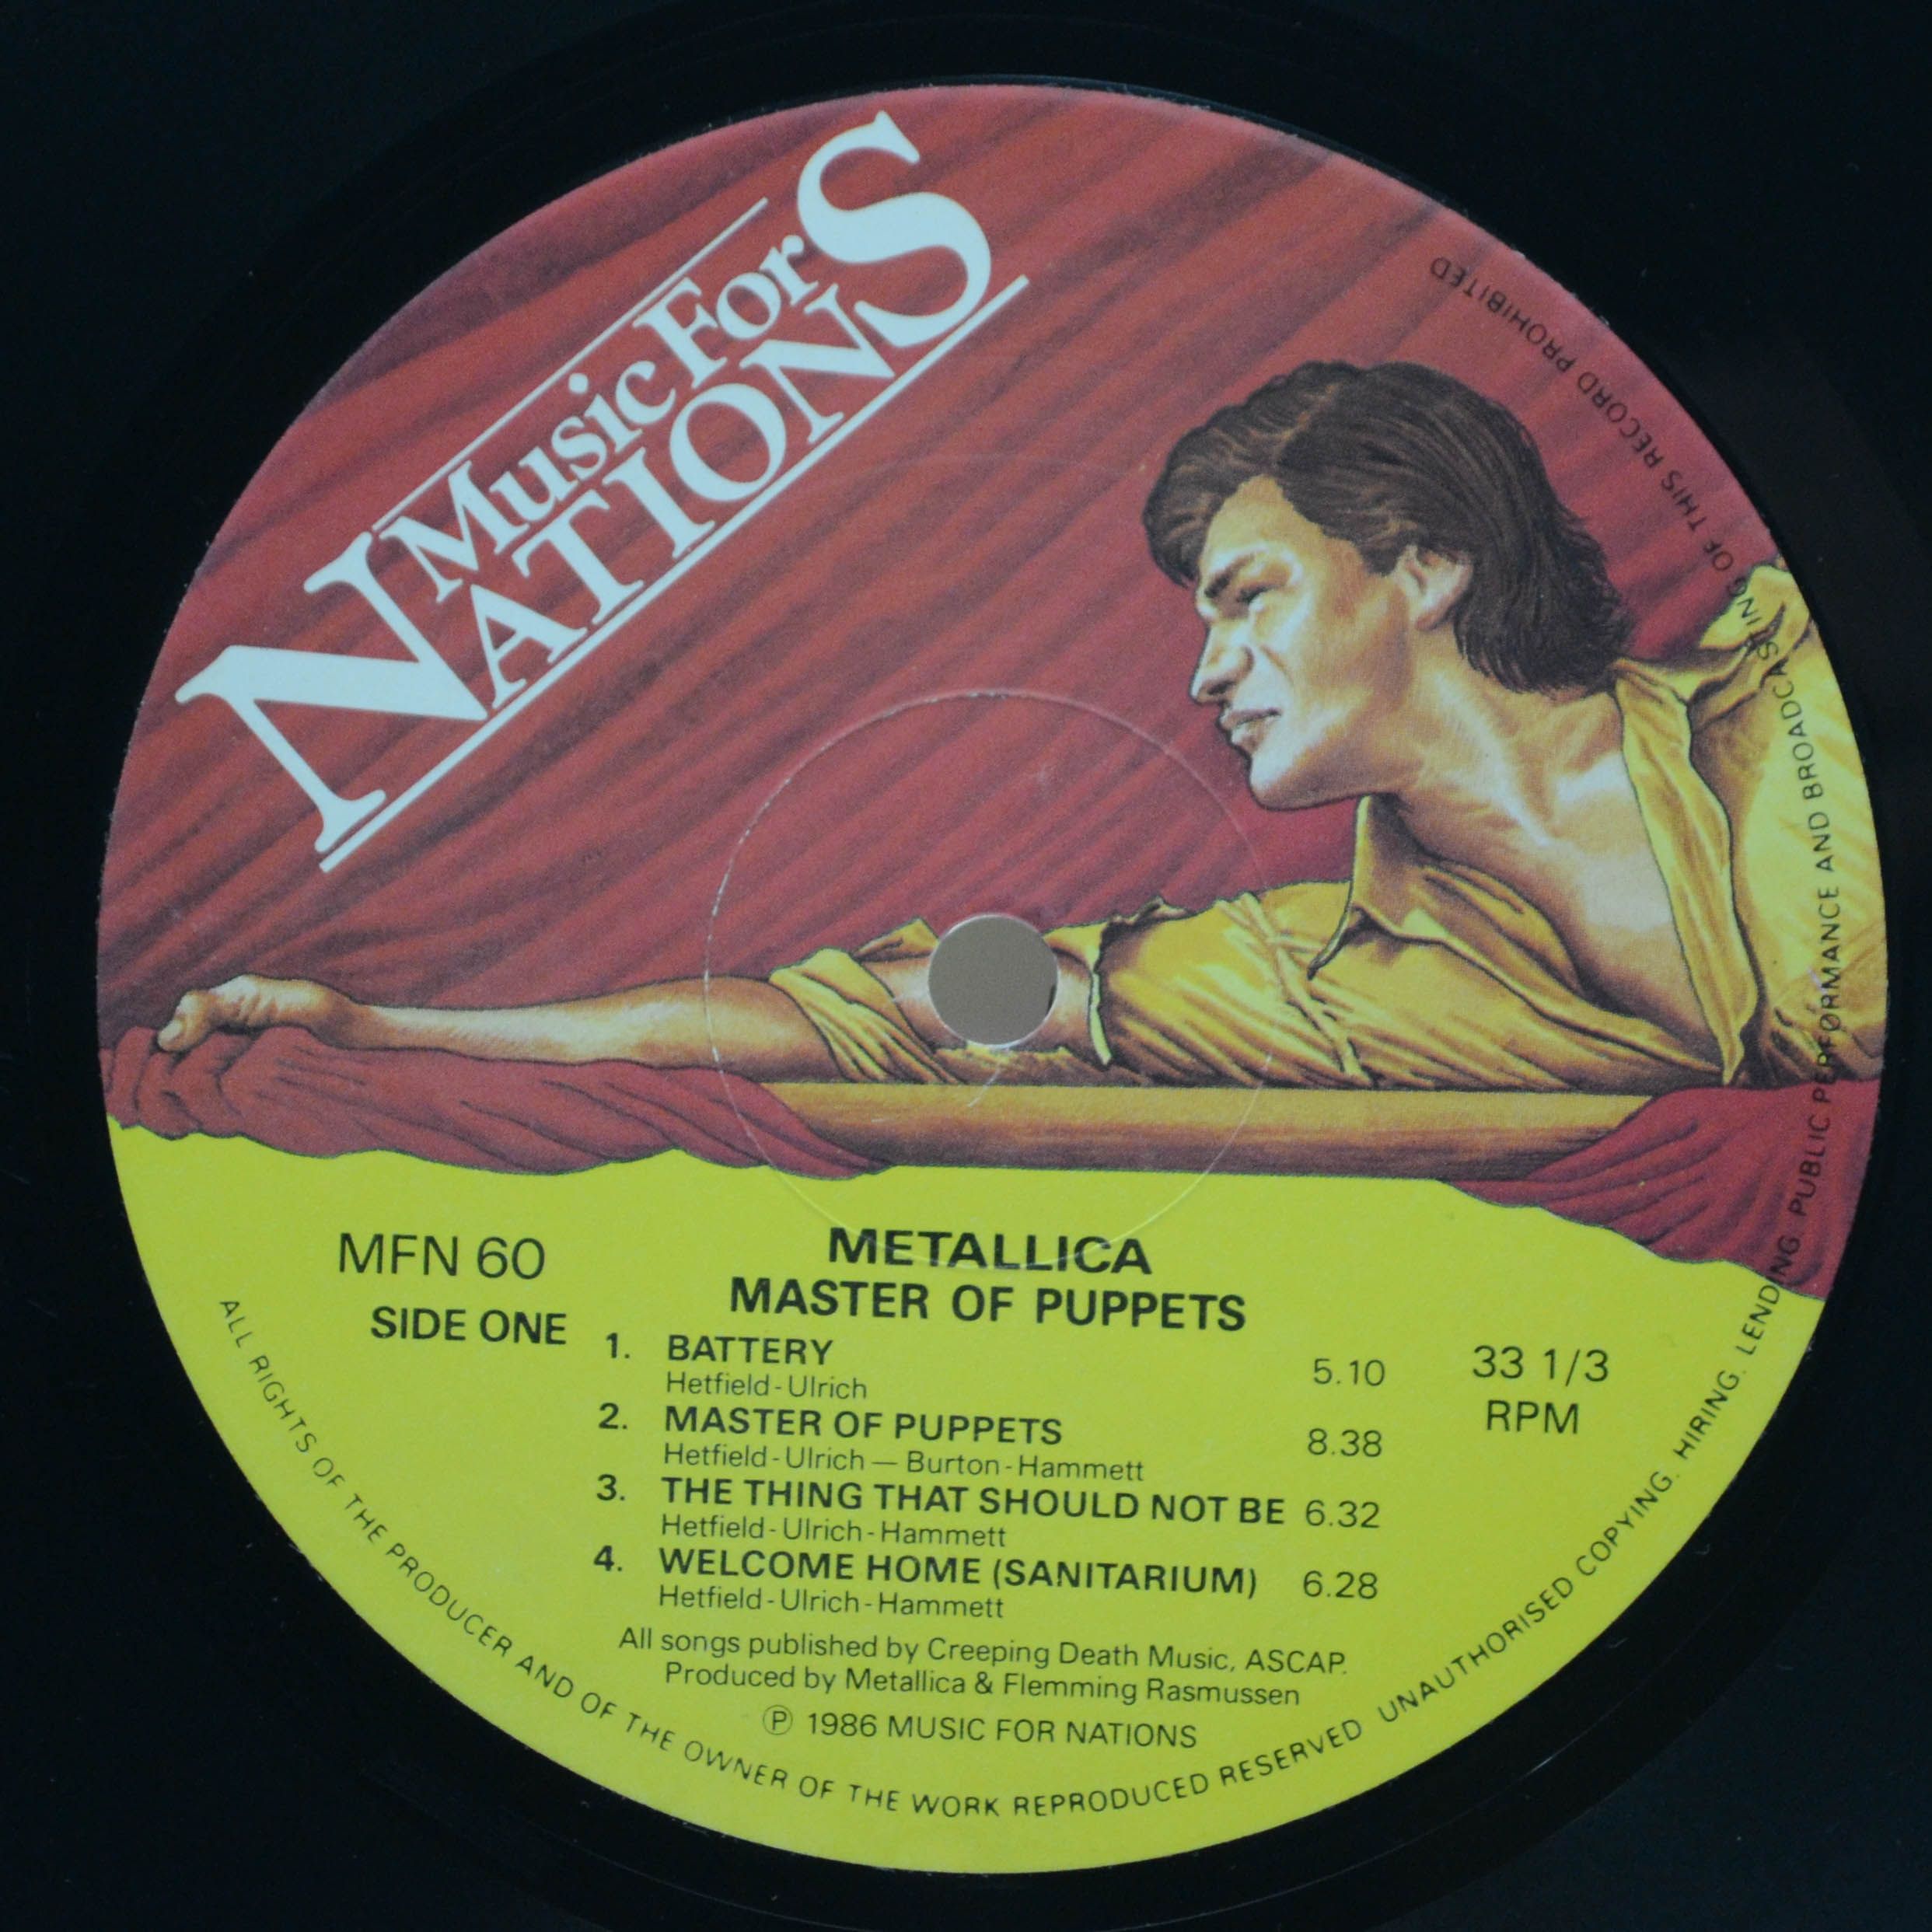 Music For
NATIONS
MFN 60
SIDE ONE
METALLICA
MASTER OF PUPPETS
1. BATTERY 5.10
Hetfield-Ulrich
2. MASTER OF PUPPETS 8.38
Hetfield-Ulrich — Burton-Hammett
3. THE THING THAT SHOULD NOT BE 6.32
Hetfield-Ulrich-Hammett
4. WELCOME HOME (SANITARIUM) 6.28
Hetfield-Ulrich-Hammett
33 1/3
RPM
All songs published by Creeping Death Music, ASCAP.
Produced by Metallica & Flemming Rasmussen
Ⓟ 1986 MUSIC FOR NATIONS
ALL RIGHTS OF THE PRODUCER AND OF THE OWNER OF THE WORK REPRODUCED RESERVED UNAUTHORISED COPYING. HIRING. LENDING. PUBLIC PERFORMANCE AND BROADCASTING OF THIS RECORD PROHIBITED